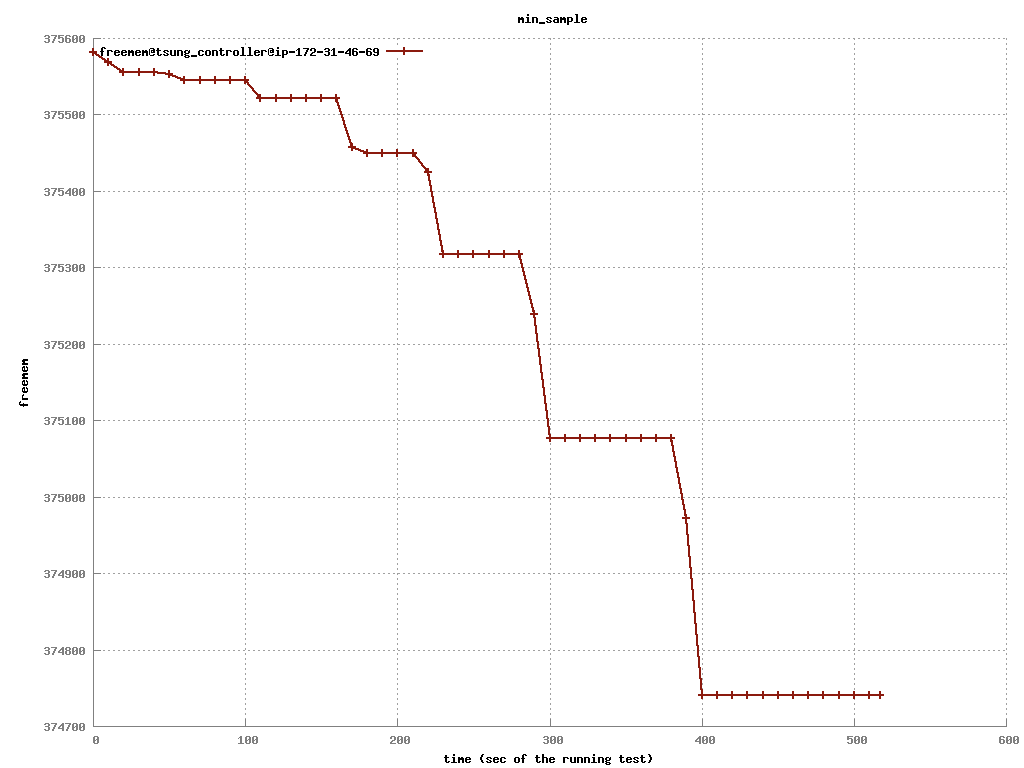 min_sample
375600
freemem@tsung_controller@ip-172-31-46-69
375500
375400
375300
375200
375100
375000
374900
374800
374700
freemem
0 100 200 300 400 500 600
time (sec of the running test)